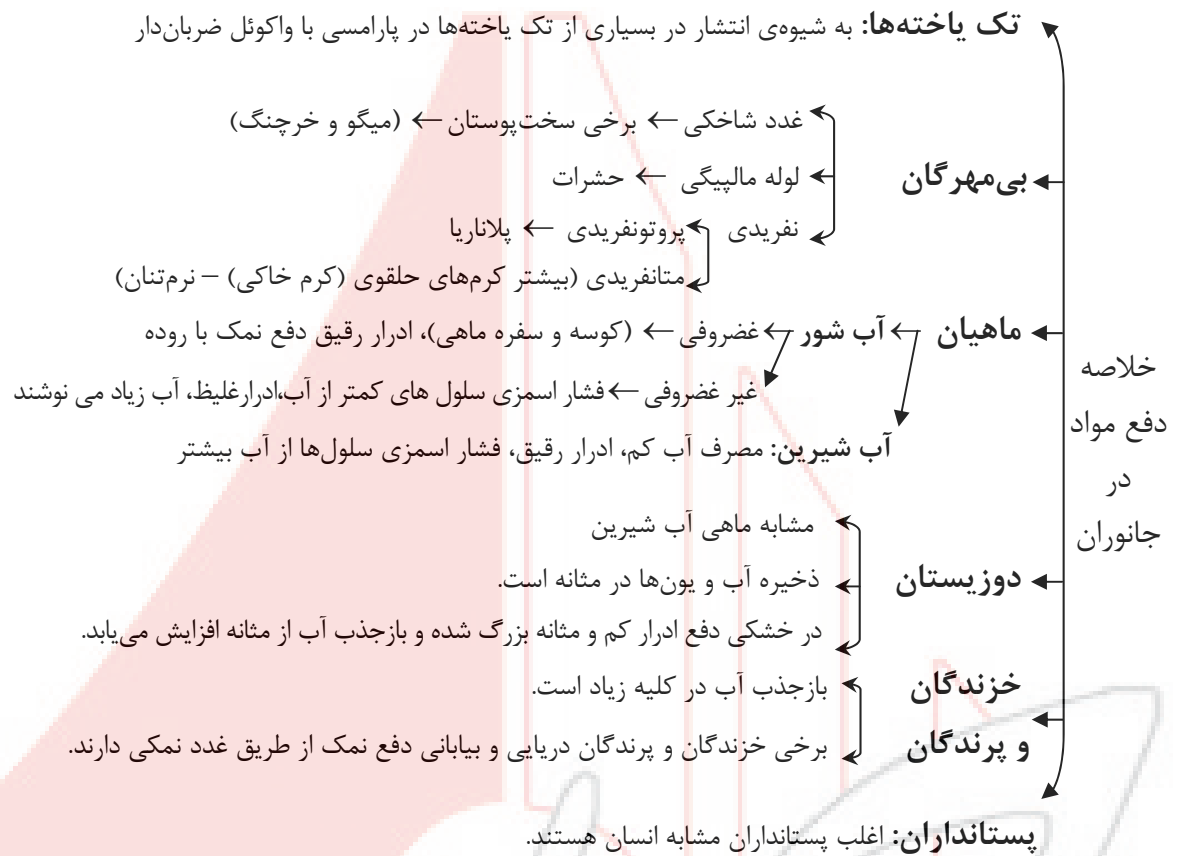 تک یاخته‌ها: به شیوه‌ی انتشار در بسیاری از تک یاخته‌ها در پارامسی با واکوئل ضربان‌دار
غدد شاخکی ← برخی سخت‌پوستان ← (میگو و خرچنگ)
بی‌مهرگان
لوله مالپیگی ← حشرات
نفریدی
پروتونفریدی ← پلاناریا
متانفریدی (بیشتر کرم‌های حلقوی (کرم خاکی) – نرم‌تنان)
ماهیان ← آب شور ← غضروفی ← (کوسه و سفره ماهی)، ادرار رقیق دفع نمک با روده
غیر غضروفی ← فشار اسمزی سلول های کمتر از آب،ادرارغلیظ، آب زیاد می نوشند
آب شیرین: مصرف آب کم، ادرار رقیق، فشار اسمزی سلول‌ها از آب بیشتر
خلاصه
دفع مواد
در
جانوران
مشابه ماهی آب شیرین
دوزیستان
ذخیره آب و یون‌ها در مثانه است.
در خشکی دفع ادرار کم و مثانه بزرگ شده و بازجذب آب از مثانه افزایش می‌یابد.
خزندگان
و پرندگان
بازجذب آب در کلیه زیاد است.
برخی خزندگان و پرندگان دریایی و بیابانی دفع نمک از طریق غدد نمکی دارند.
پستانداران: اغلب پستانداران مشابه انسان هستند.